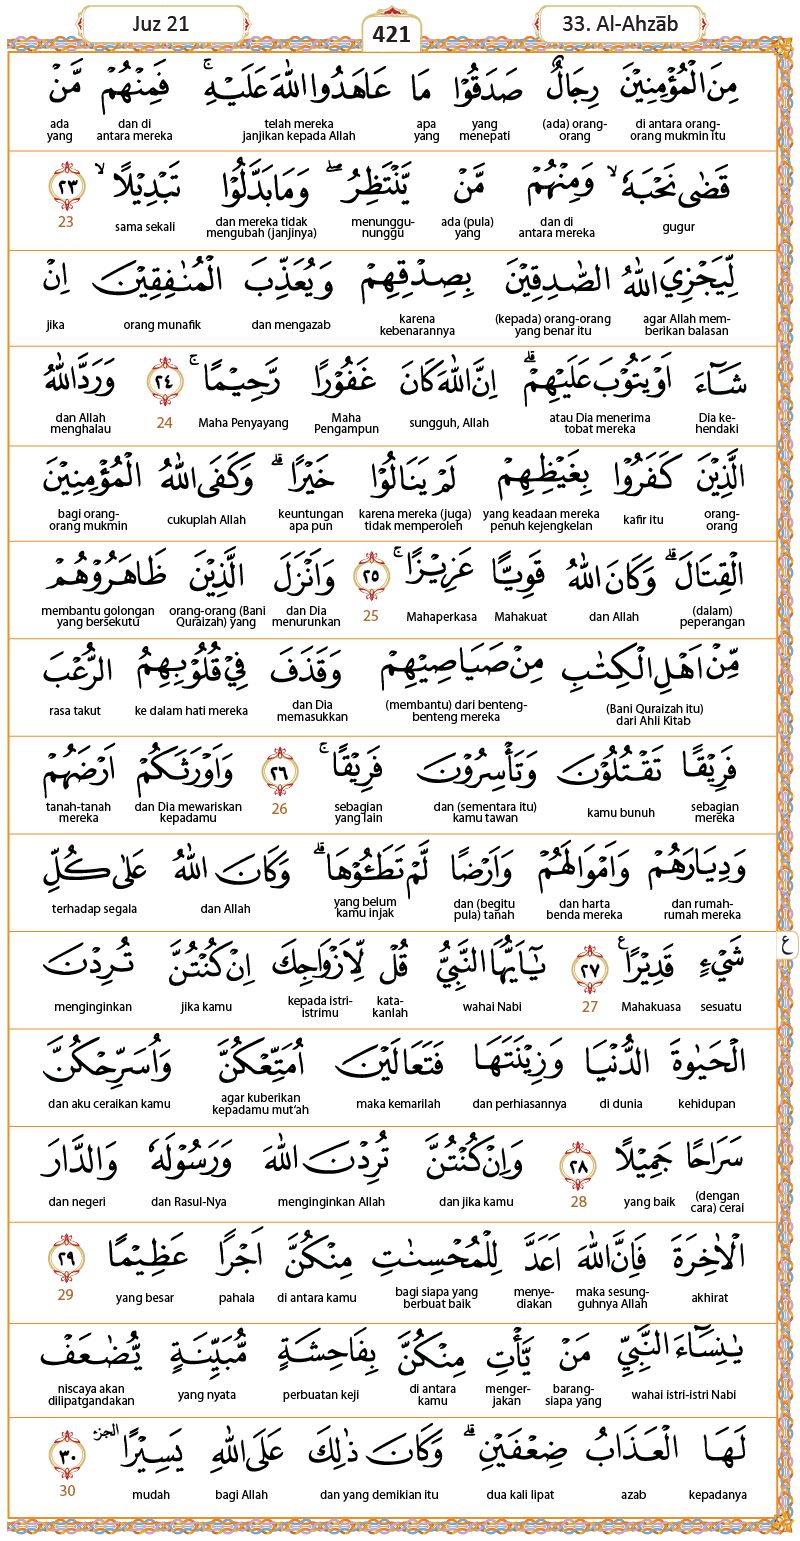 Juz 21
421
33. Al-Ahzāb
مِنَ الْمُؤْمِنِيْنَ رِجَالٌ صَدَقُوْا مَا عَاهَدُوا اللّٰهَ عَلَيْهِ ۚ فَمِنْهُمْ مَّنْ
di antara orang-orang mukmin itu (ada) orang-orang yang menepati apa yang telah mereka janjikan kepada Allah dan di antara mereka ada yang
قَضٰى نَحْبَهٗ ۙ وَمِنْهُمْ مَّنْ يَّنْتَظِرُ ۖ وَمَا بَدَّلُوْا تَبْدِيْلًا ۙ ٢٣
gugur dan di antara mereka ada (pula) yang menunggu-nunggu dan mereka tidak mengubah (janjinya) sama sekali 23
لِّيَجْزِيَ اللّٰهُ الصّٰدِقِيْنَ بِصِدْقِهِمْ وَيُعَذِّبَ الْمُنٰفِقِيْنَ اِنْ
agar Allah memberikan balasan (kepada) orang-orang yang benar itu karena kebenarannya dan mengazab orang munafik jika
شَاۤءَ اَوْ يَتُوْبَ عَلَيْهِمْ ۗ اِنَّ اللّٰهَ كَانَ غَفُوْرًا رَّحِيْمًا ۚ ٢٤ وَرَدَّ اللّٰهُ
Dia kehendaki atau Dia menerima tobat mereka sungguh, Allah Maha Pengampun Maha Penyayang 24 dan Allah menghalau
الَّذِيْنَ كَفَرُوْا بِغَيْظِهِمْ لَمْ يَنَالُوْا خَيْرًا ۗ وَكَفَى اللّٰهُ الْمُؤْمِنِيْنَ
orang-orang kafir itu yang keadaan mereka penuh kejengkelan karena mereka (juga) tidak memperoleh keuntungan apa pun cukuplah Allah bagi orang-orang mukmin
الْقِتَالَ ۗ وَكَانَ اللّٰهُ قَوِيًّا عَزِيْزًا ۚ ٢٥ وَاَنْزَلَ الَّذِيْنَ ظَاهَرُوْهُمْ
(dalam) peperangan dan Allah Mahakuat Mahaperkasa 25 dan Dia menurunkan orang-orang (Bani Quraizah) yang membantu golongan yang bersekutu
مِّنْ اَهْلِ الْكِتٰبِ مِنْ صَيَاصِيْهِمْ وَقَذَفَ فِيْ قُلُوْبِهِمُ الرُّعْبَ
(Bani Quraizah itu) dari Ahli Kitab (membantu) dari benteng-benteng mereka dan Dia memasukkan ke dalam hati mereka rasa takut
فَرِيْقًا تَقْتُلُوْنَ وَتَأْسِرُوْنَ فَرِيْقًا ۚ ٢٦ وَاَوْرَثَكُمْ اَرْضَهُمْ
sebagian mereka kamu bunuh dan (sementara itu) kamu tawan sebagian yang lain 26 dan Dia mewariskan kepadamu tanah-tanah mereka
وَدِيَارَهُمْ وَاَمْوَالَهُمْ وَاَرْضًا لَّمْ تَطَـُٔوْهَا ۗ وَكَانَ اللّٰهُ عَلٰى كُلِّ
dan rumah-rumah mereka dan harta benda mereka dan (begitu pula) tanah yang belum kamu injak dan Allah terhadap segala
شَيْءٍ قَدِيْرًا ࣖ ٢٧ يٰٓاَيُّهَا النَّبِيُّ قُلْ لِّاَزْوَاجِكَ اِنْ كُنْتُنَّ تُرِدْنَ
ع
sesuatu Mahakuasa 27 wahai Nabi katakanlah kepada istri-istrimu jika kamu menginginkan
الْحَيٰوةَ الدُّنْيَا وَزِيْنَتَهَا فَتَعَالَيْنَ اُمَتِّعْكُنَّ وَاُسَرِّحْكُنَّ
kehidupan di dunia dan perhiasannya maka kemarilah agar kuberikan kepadamu mut‘ah dan aku ceraikan kamu
سَرَاحًا جَمِيْلًا ٢٨ وَاِنْ كُنْتُنَّ تُرِدْنَ اللّٰهَ وَرَسُوْلَهٗ وَالدَّارَ
(dengan cara) cerai yang baik 28 dan jika kamu menginginkan Allah dan Rasul-Nya dan negeri
الْاٰخِرَةَ فَاِنَّ اللّٰهَ اَعَدَّ لِلْمُحْسِنٰتِ مِنْكُنَّ اَجْرًا عَظِيْمًا ٢٩
akhirat maka sesungguhnya Allah menyediakan bagi siapa yang berbuat baik di antara kamu pahala yang besar 29
يٰنِسَاۤءَ النَّبِيِّ مَنْ يَّأْتِ مِنْكُنَّ بِفَاحِشَةٍ مُّبَيِّنَةٍ يُّضٰعَفْ
wahai istri-istri Nabi barangsiapa yang mengerjakan di antara kamu perbuatan keji yang nyata niscaya akan dilipatgandakan
لَهَا الْعَذَابُ ضِعْفَيْنِ ۗ وَكَانَ ذٰلِكَ عَلَى اللّٰهِ يَسِيْرًا ۔ الجزء ٣٠
kepadanya azab dua kali lipat dan yang demikian itu bagi Allah mudah 30